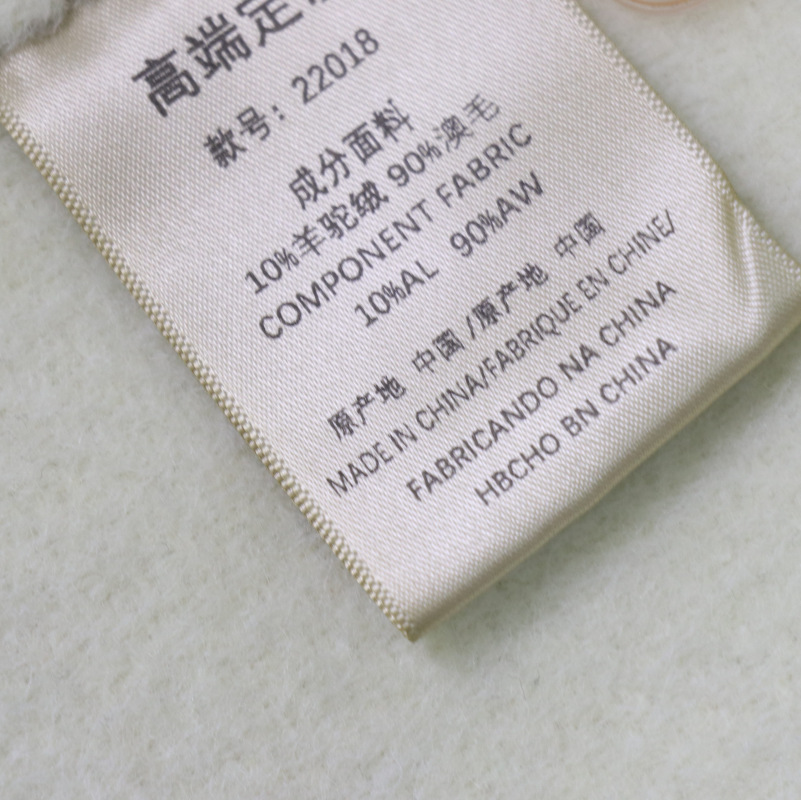 高端定
款号: 22018
成分面料
10%羊驼绒 90%澳毛
COMPONENT FABRIC
10%AL 90%AW
原产地 中国/原产地 中国
MADE IN CHINA/FABRIQUE EN CHINE/
FABRICANDO NA CHINA
HBCHO BN CHINA